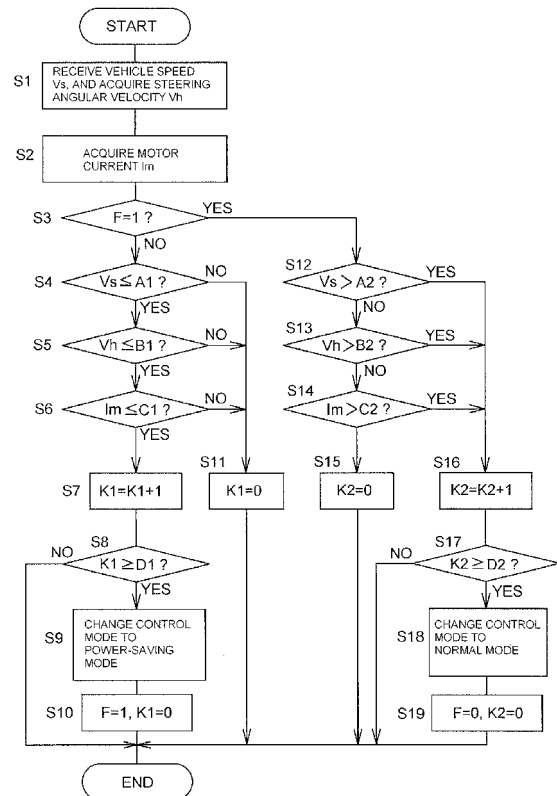 START
S1
RECEIVE VEHICLE SPEED
Vs, AND ACQUIRE STEERING
ANGULAR VELOCITY Vh
S2
ACQUIRE MOTOR
CURRENT Im
S3
F=1 ?
YES
NO
S4
Vs≤A1 ?
NO
YES
S5
Vh≤B1 ?
NO
YES
S6
Im≤C1 ?
NO
YES
S7
K1=K1+1
S11
K1=0
S8
K1≥D1 ?
NO
YES
S9
CHANGE CONTROL
MODE TO
POWER-SAVING
MODE
S10
F=1, K1=0
S12
Vs>A2 ?
YES
NO
S13
Vh>B2 ?
YES
NO
S14
Im>C2 ?
YES
NO
S15
K2=0
S16
K2=K2+1
S17
K2≥D2 ?
NO
YES
S18
CHANGE CONTROL
MODE TO
NORMAL MODE
S19
F=0, K2=0
END